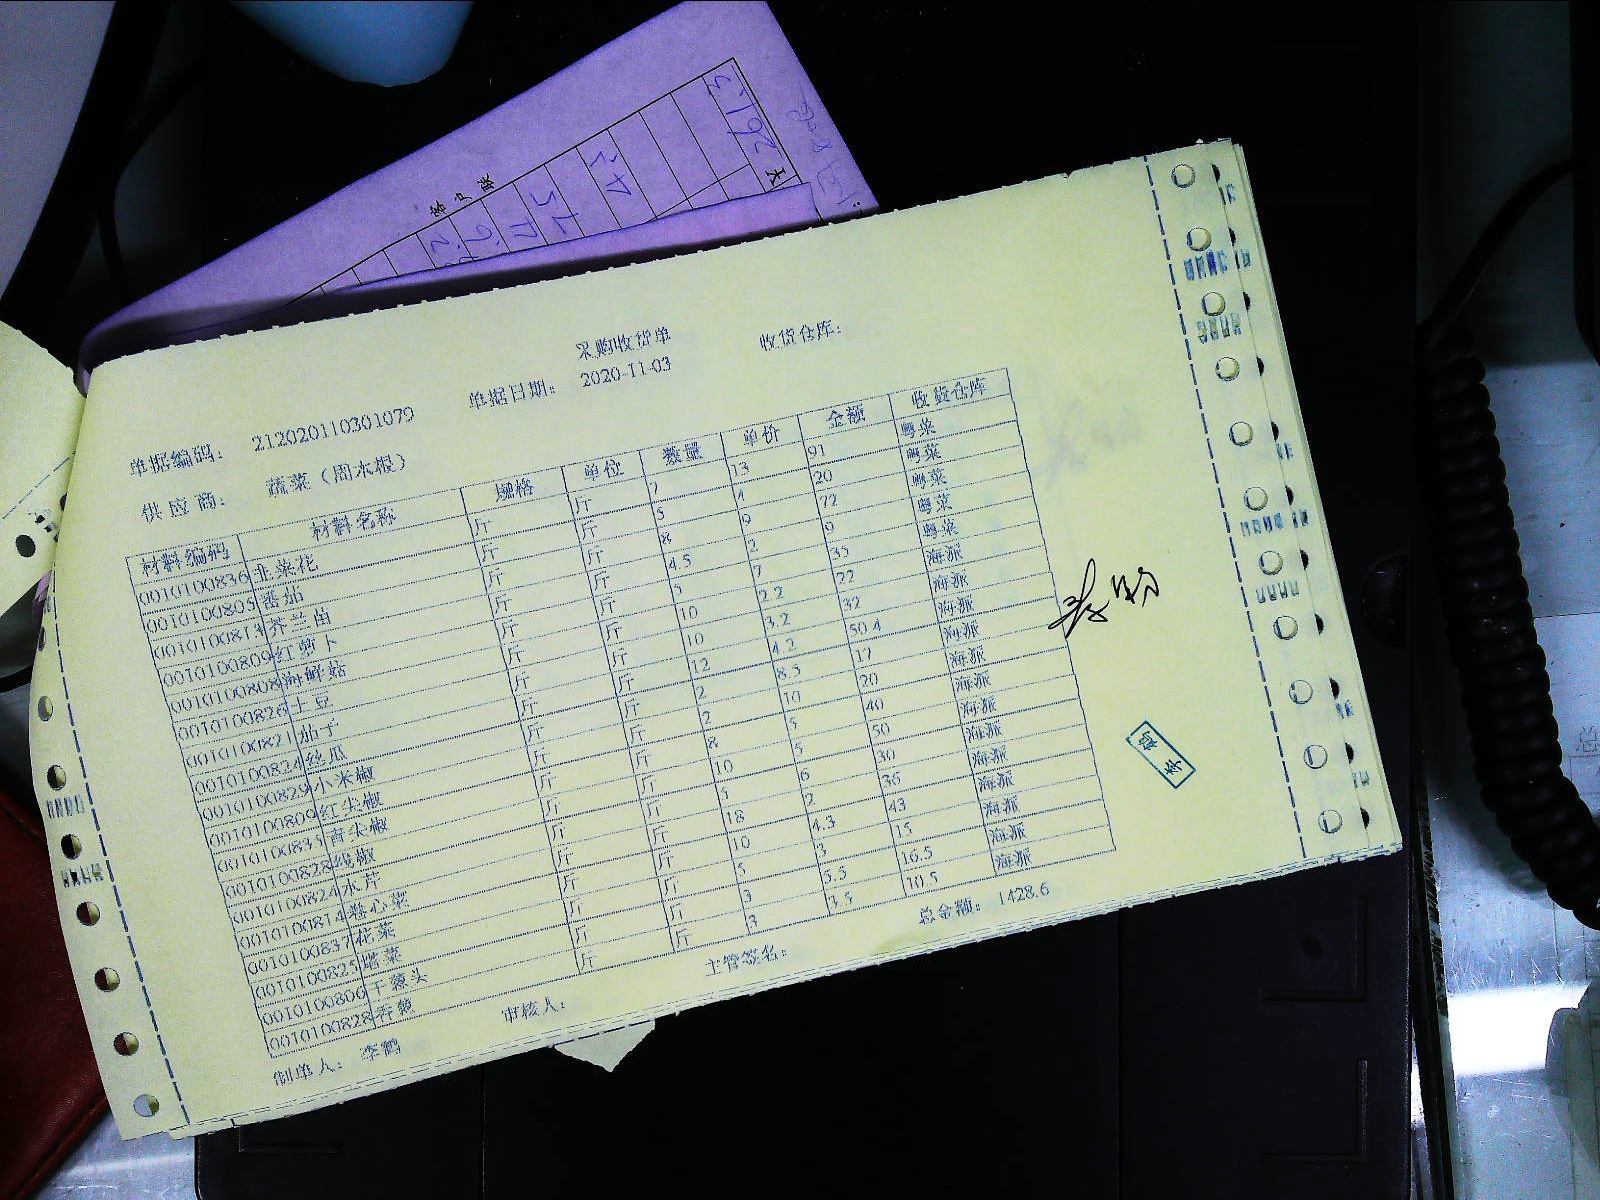 采购收货单
收货仓库：
单据日期： 2020-11-03
单据编码： 212020110301079
供应商： 蔬菜（周木根）
材料编码 材料名称 规格 单位 数量 单价 金额 收货仓库
0010100836 韭菜花 斤 斤 7 13 91 粤菜
0010100805 番茄 斤 斤 5 4 20 粤菜
0010100813 芥兰苗 斤 斤 8 9 72 粤菜
0010100809 红萝卜 斤 斤 4.5 2 9 粤菜
0010100808 海鲜菇 斤 斤 5 7 35 粤菜
0010100826 土豆 斤 斤 10 2.2 22 海派
0010100821 茄子 斤 斤 10 3.2 32 海派
0010100824 丝瓜 斤 斤 12 4.2 50.4 海派
0010100829 小米椒 斤 斤 2 8.5 17 海派
0010100809 红尖椒 斤 斤 2 10 20 海派
0010100835 青尖椒 斤 斤 8 5 40 海派
0010100828 线椒 斤 斤 10 5 50 海派
0010100824 水芹 斤 斤 5 6 30 海派
0010100814 卷心菜 斤 斤 18 2 36 海派
0010100837 花菜 斤 斤 10 4.3 43 海派
0010100825 塔菜 斤 斤 5 3 15 海派
0010100806 干葱头 斤 斤 3 5.5 16.5 海派
0010100828 香葱 斤 斤 3 3.5 10.5 海派
总金额： 1428.6
制单人： 李鹤 审核人： 主管签名：
李鹤
客户联